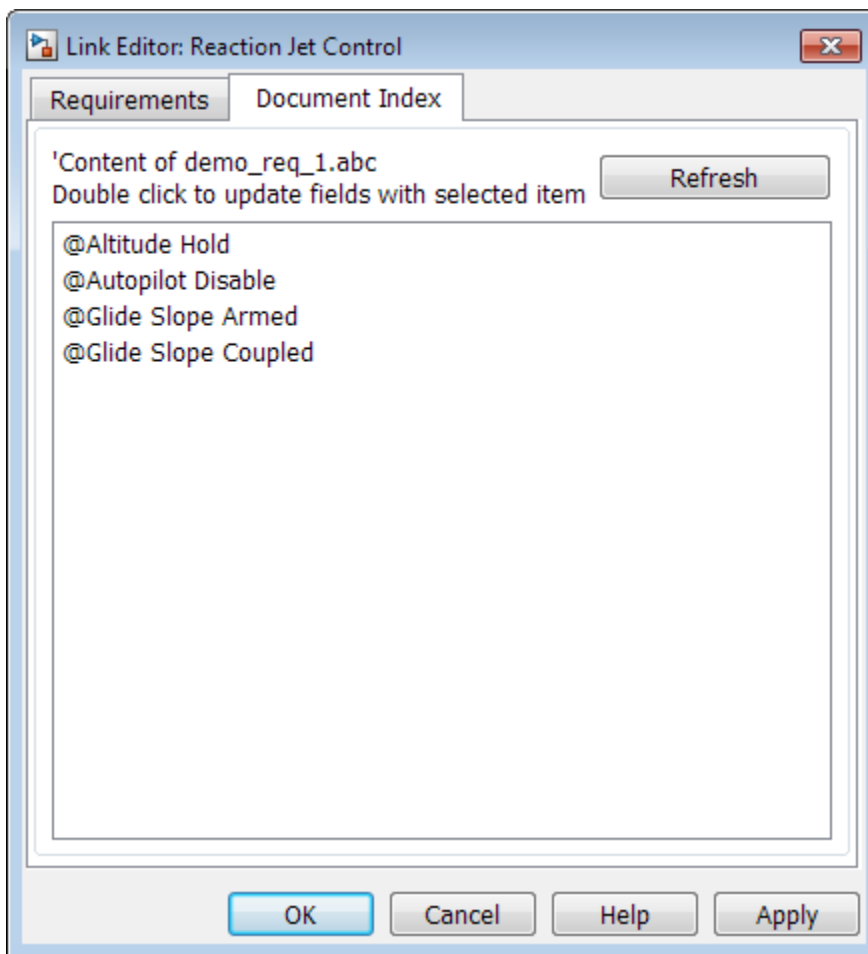 Link Editor: Reaction Jet Control
Requirements
Document Index
'Content of demo_req_1.abc
Double click to update fields with selected item
Refresh
@Altitude Hold
@Autopilot Disable
@Glide Slope Armed
@Glide Slope Coupled
OK
Cancel
Help
Apply